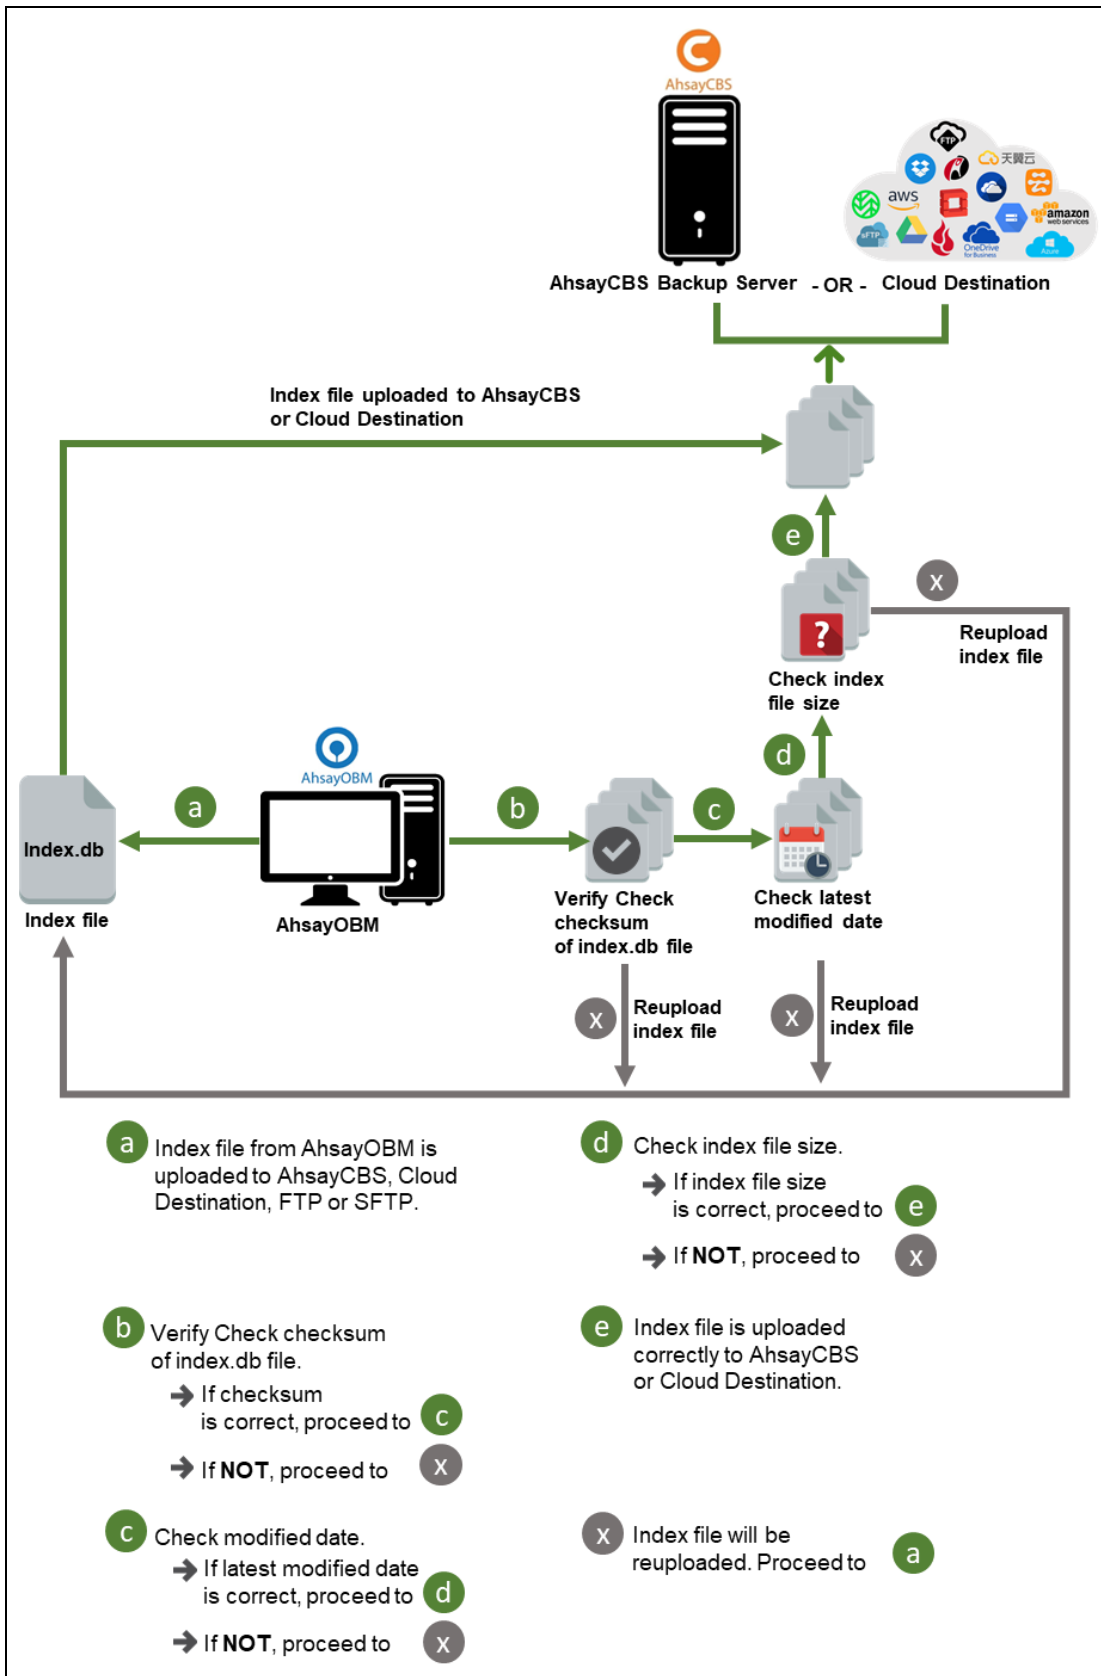 AhsayCBS
FTP
天翼云
aws
amazon
web services
sFTP
OneDrive
for Business
Azure
AhsayCBS Backup Server - OR - Cloud Destination
Index file uploaded to AhsayCBS
or Cloud Destination
e
x
?
Reupload
index file
Check index
file size
d
AhsayOBM
a
b
c
Index.db
Index file
AhsayOBM
Verify Check
checksum
of index.db file
Check latest
modified date
x
Reupload
index file
x
Reupload
index file
a
Index file from AhsayOBM is
uploaded to AhsayCBS, Cloud
Destination, FTP or SFTP.
b
Verify Check checksum
of index.db file.
If checksum
is correct, proceed to c
If NOT, proceed to x
c
Check modified date.
If latest modified date
is correct, proceed to d
If NOT, proceed to x
d
Check index file size.
If index file size
is correct, proceed to e
If NOT, proceed to x
e
Index file is uploaded
correctly to AhsayCBS
or Cloud Destination.
x
Index file will be
reuploaded. Proceed to a